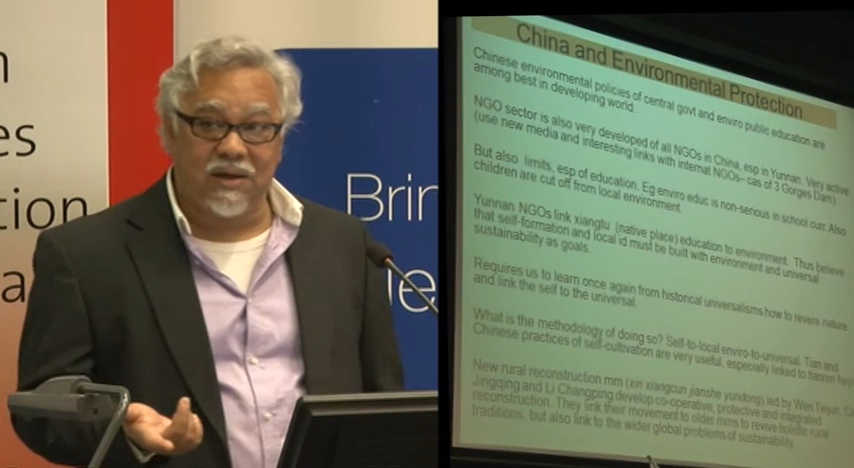 n
es
tion
a
Brin
China and Environmental Protection
Chinese environmental policies of central govt and enviro public education are
among best in developing world.
NGO sector is also very developed of all NGOs in China, esp in Yunnan. Very active
(use new media and interesting links with internat NGOs– cas of 3 Gorges Dam)
But also limits, esp of education. Eg enviro educ is non-serious in school curr. Also
children are cut off from local environment.
Yunnan NGOs link xiangtu (native place) education to environment. Thus believe
that self-formation and local id must be built with environment and universal
sustainability as goals.
Requires us to learn once again from historical universalisms how to revere nature
and link the self to the universal.
What is the methodology of doing so? Self-to-local enviro-to-universal. Tian and
Chinese practices of self-cultivation are very useful, especially linked to tianren
New rural reconstruction mm (xin xiangcun jianshe yundong) led by Wen Tiejun,
Jingqing and Li Changping develop co-operative, protective and integrated
reconstruction. They link their movement to older mms to revive holistic rural
traditions, but also link to the wider global problems of sustainability.